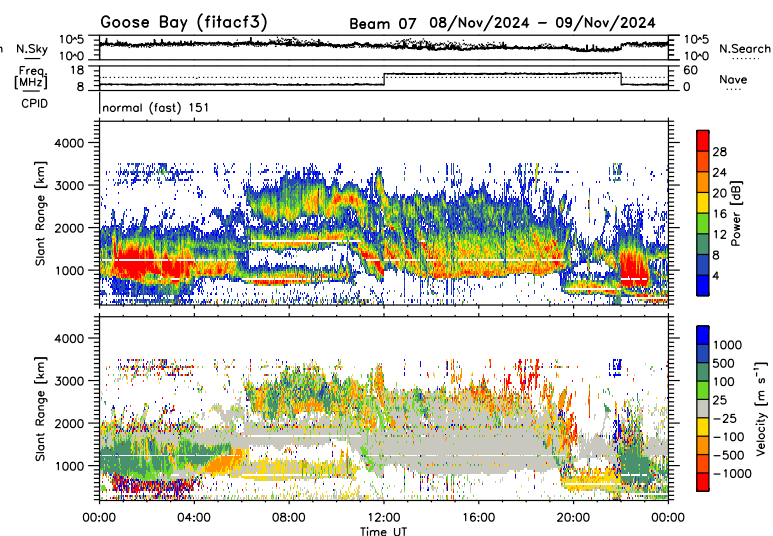 Goose Bay (fitacf3) Beam 07 08/Nov/2024 – 09/Nov/2024
n N.Sky 10^5 10^5 N.Search
10^0 10^0
Freq. 18 60 Nave
[MHz] 8 0
CPID normal (fast) 151
Slant Range [km]
4000
3000
2000
1000
Power [dB]
28
24
20
16
12
8
4
Slant Range [km]
4000
3000
2000
1000
Velocity [m s⁻¹]
1000
500
100
25
−25
−100
−500
−1000
00:00 04:00 08:00 12:00 16:00 20:00 00:00
Time UT